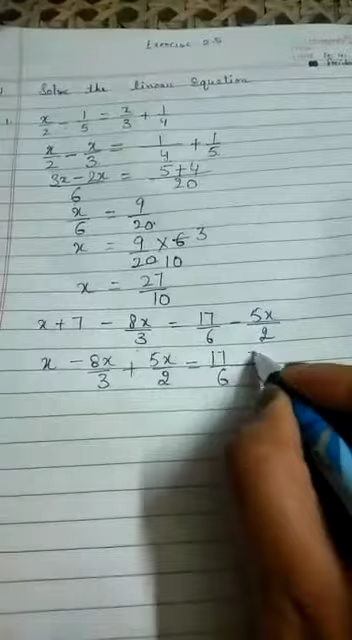 Exercise 2.5
Solve the linear Equation
1. x/2 - 1/5 = x/3 + 1/4
x/2 - x/3 = 1/4 + 1/5
3x - 2x/6 = 5+4/20
x/6 = 9/20
x = 9/20 × 6 3 10
x = 27/10
x + 7 - 8x/3 = 17/6 - 5x/2
x - 8x/3 + 5x/2 = 17/6